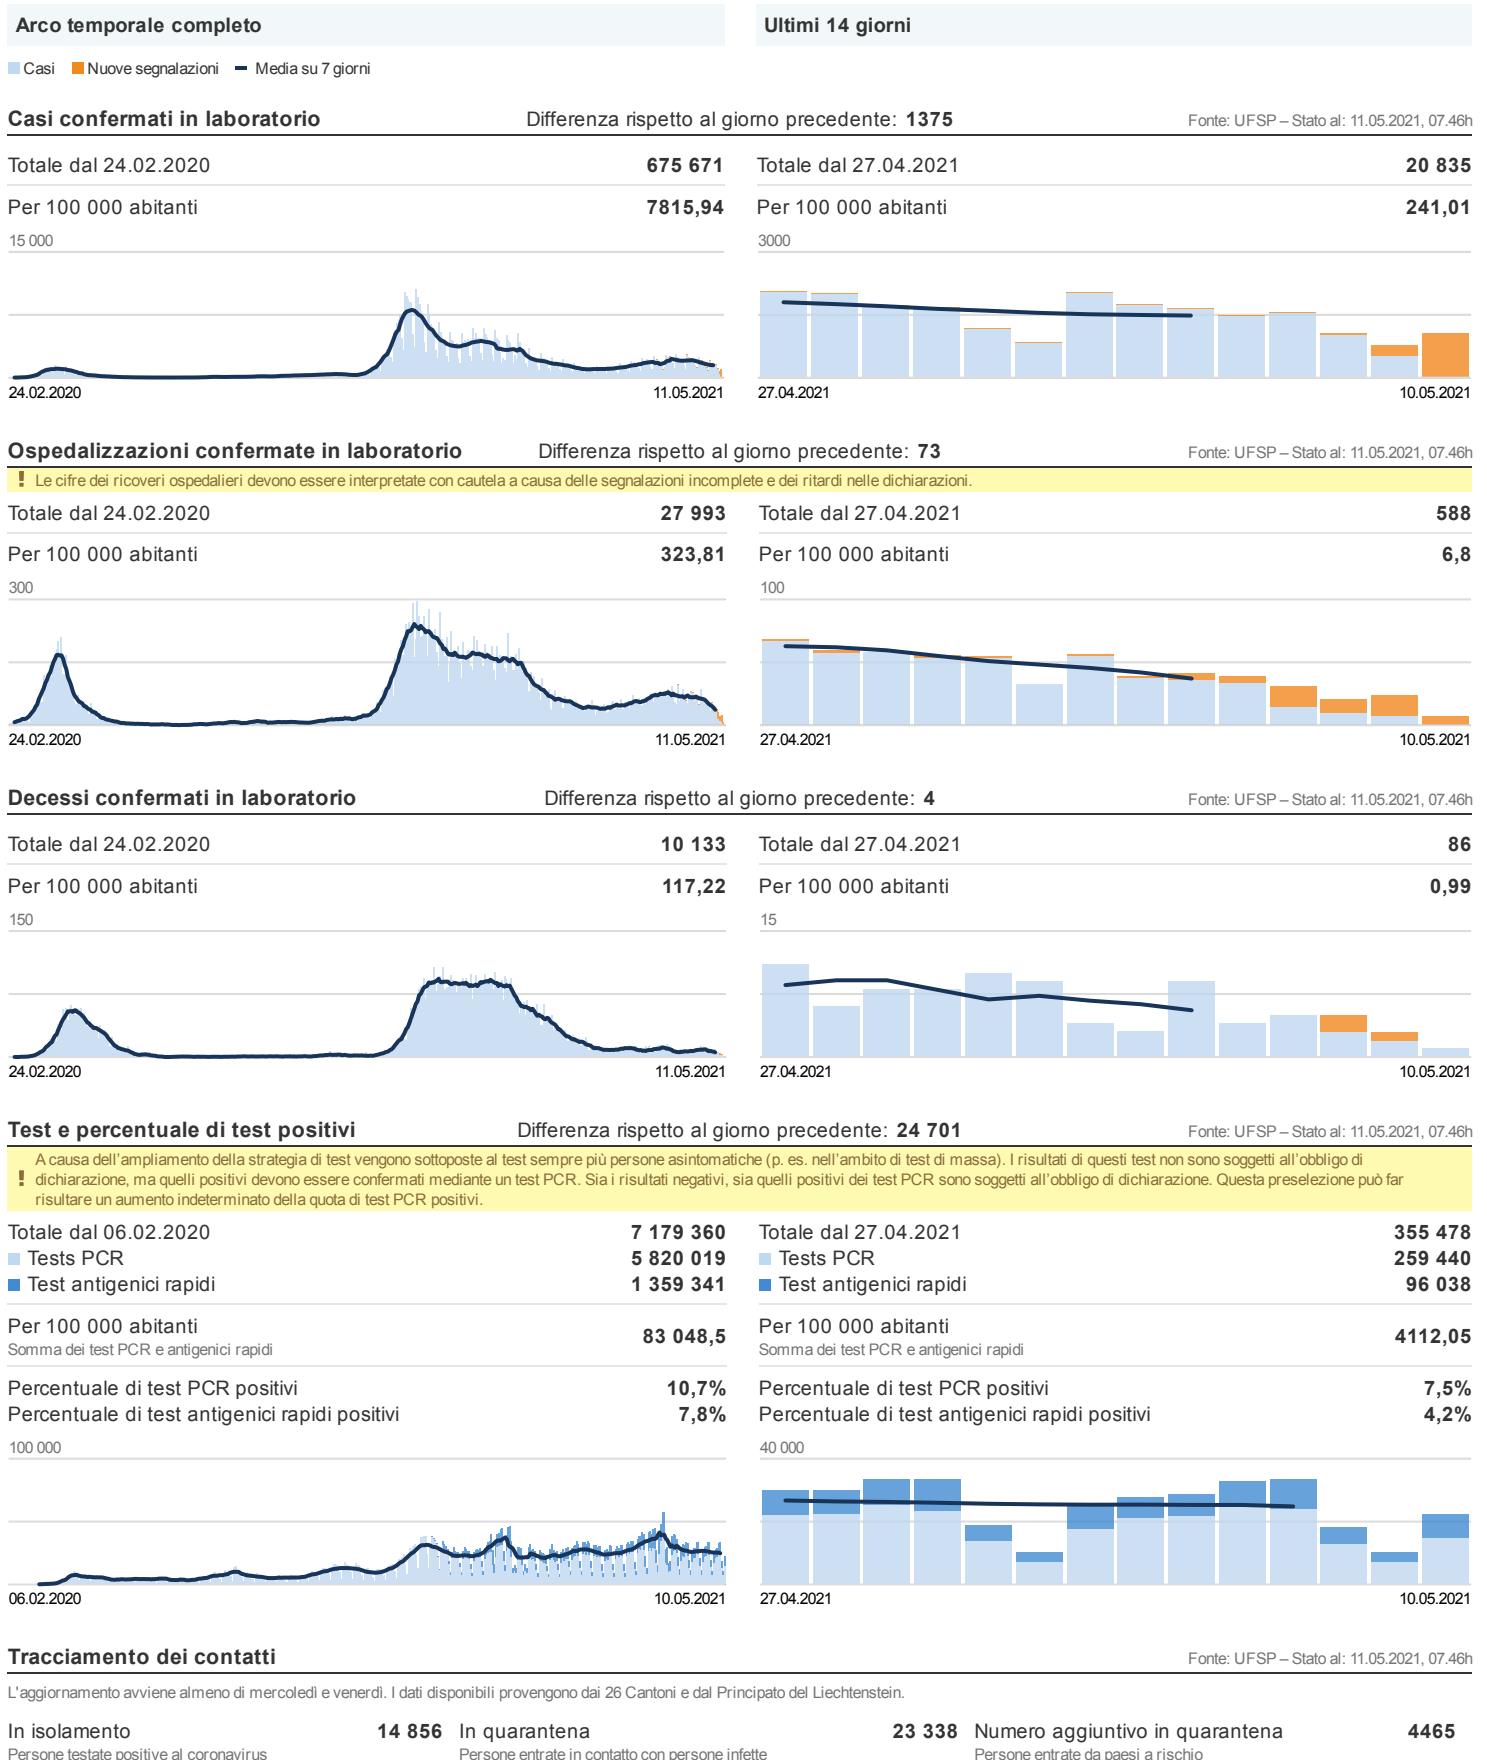 Arco temporale completo
Ultimi 14 giorni
Casi Nuove segnalazioni Media su 7 giorni
Casi confermati in laboratorio Differenza rispetto al giorno precedente: 1375 Fonte: UFSP – Stato al: 11.05.2021, 07.46h
Totale dal 24.02.2020 675 671
Per 100 000 abitanti 7815,94
15 000
24.02.2020 11.05.2021
Totale dal 27.04.2021 20 835
Per 100 000 abitanti 241,01
3000
27.04.2021 10.05.2021
Ospedalizzazioni confermate in laboratorio Differenza rispetto al giorno precedente: 73 Fonte: UFSP – Stato al: 11.05.2021, 07.46h
! Le cifre dei ricoveri ospedalieri devono essere interpretate con cautela a causa delle segnalazioni incomplete e dei ritardi nelle dichiarazioni.
Totale dal 24.02.2020 27 993
Per 100 000 abitanti 323,81
300
24.02.2020 11.05.2021
Totale dal 27.04.2021 588
Per 100 000 abitanti 6,8
100
27.04.2021 10.05.2021
Decessi confermati in laboratorio Differenza rispetto al giorno precedente: 4 Fonte: UFSP – Stato al: 11.05.2021, 07.46h
Totale dal 24.02.2020 10 133
Per 100 000 abitanti 117,22
150
24.02.2020 11.05.2021
Totale dal 27.04.2021 86
Per 100 000 abitanti 0,99
15
27.04.2021 10.05.2021
Test e percentuale di test positivi Differenza rispetto al giorno precedente: 24 701 Fonte: UFSP – Stato al: 11.05.2021, 07.46h
A causa dell'ampliamento della strategia di test vengono sottoposte al test sempre più persone asintomatiche (p. es. nell'ambito di test di massa). I risultati di questi test non sono soggetti all'obbligo di
! dichiarazione, ma quelli positivi devono essere confermati mediante un test PCR. Sia i risultati negativi, sia quelli positivi dei test PCR sono soggetti all'obbligo di dichiarazione. Questa preselezione può far
risultare un aumento indeterminato della quota di test PCR positivi.
Totale dal 06.02.2020 7 179 360
Tests PCR 5 820 019
Test antigenici rapidi 1 359 341
Per 100 000 abitanti 83 048,5
Somma dei test PCR e antigenici rapidi
Percentuale di test PCR positivi 10,7%
Percentuale di test antigenici rapidi positivi 7,8%
100 000
06.02.2020 10.05.2021
Totale dal 27.04.2021 355 478
Tests PCR 259 440
Test antigenici rapidi 96 038
Per 100 000 abitanti 4112,05
Somma dei test PCR e antigenici rapidi
Percentuale di test PCR positivi 7,5%
Percentuale di test antigenici rapidi positivi 4,2%
40 000
27.04.2021 10.05.2021
Tracciamento dei contatti Fonte: UFSP – Stato al: 11.05.2021, 07.46h
L'aggiornamento avviene almeno di mercoledì e venerdì. I dati disponibili provengono dai 26 Cantoni e dal Principato del Liechtenstein.
In isolamento 14 856
Persone testate positive al coronavirus
In quarantena 23 338
Persone entrate in contatto con persone infette
Numero aggiuntivo in quarantena 4465
Persone entrate da paesi a rischio